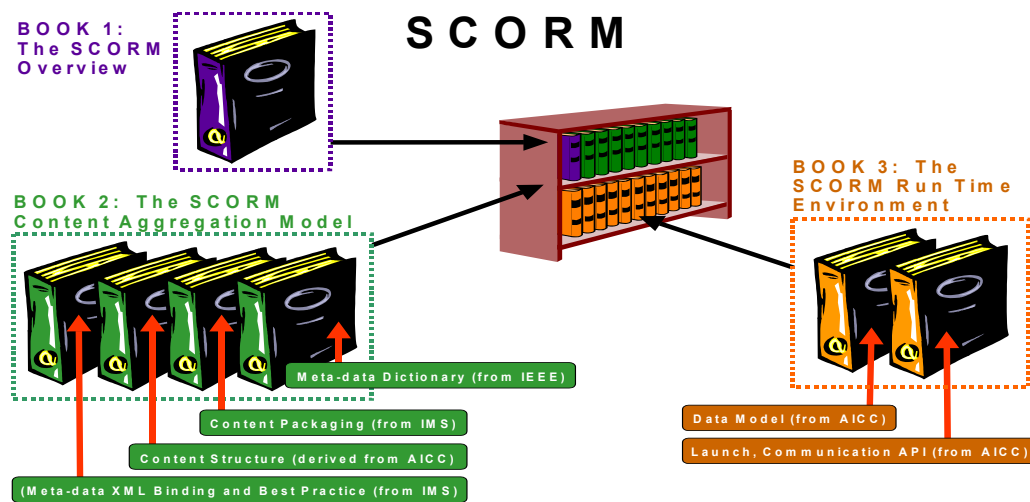 SCORM
BOOK 1:
The SCORM
Overview
BOOK 2: The SCORM
Content Aggregation Model
BOOK 3: The
SCORM Run Time
Environment
Meta-data Dictionary (from IEEE)
Content Packaging (from IMS)
Content Structure (derived from AICC)
(Meta-data XML Binding and Best Practice (from IMS)
Data Model (from AICC)
Launch, Communication API (from AICC)